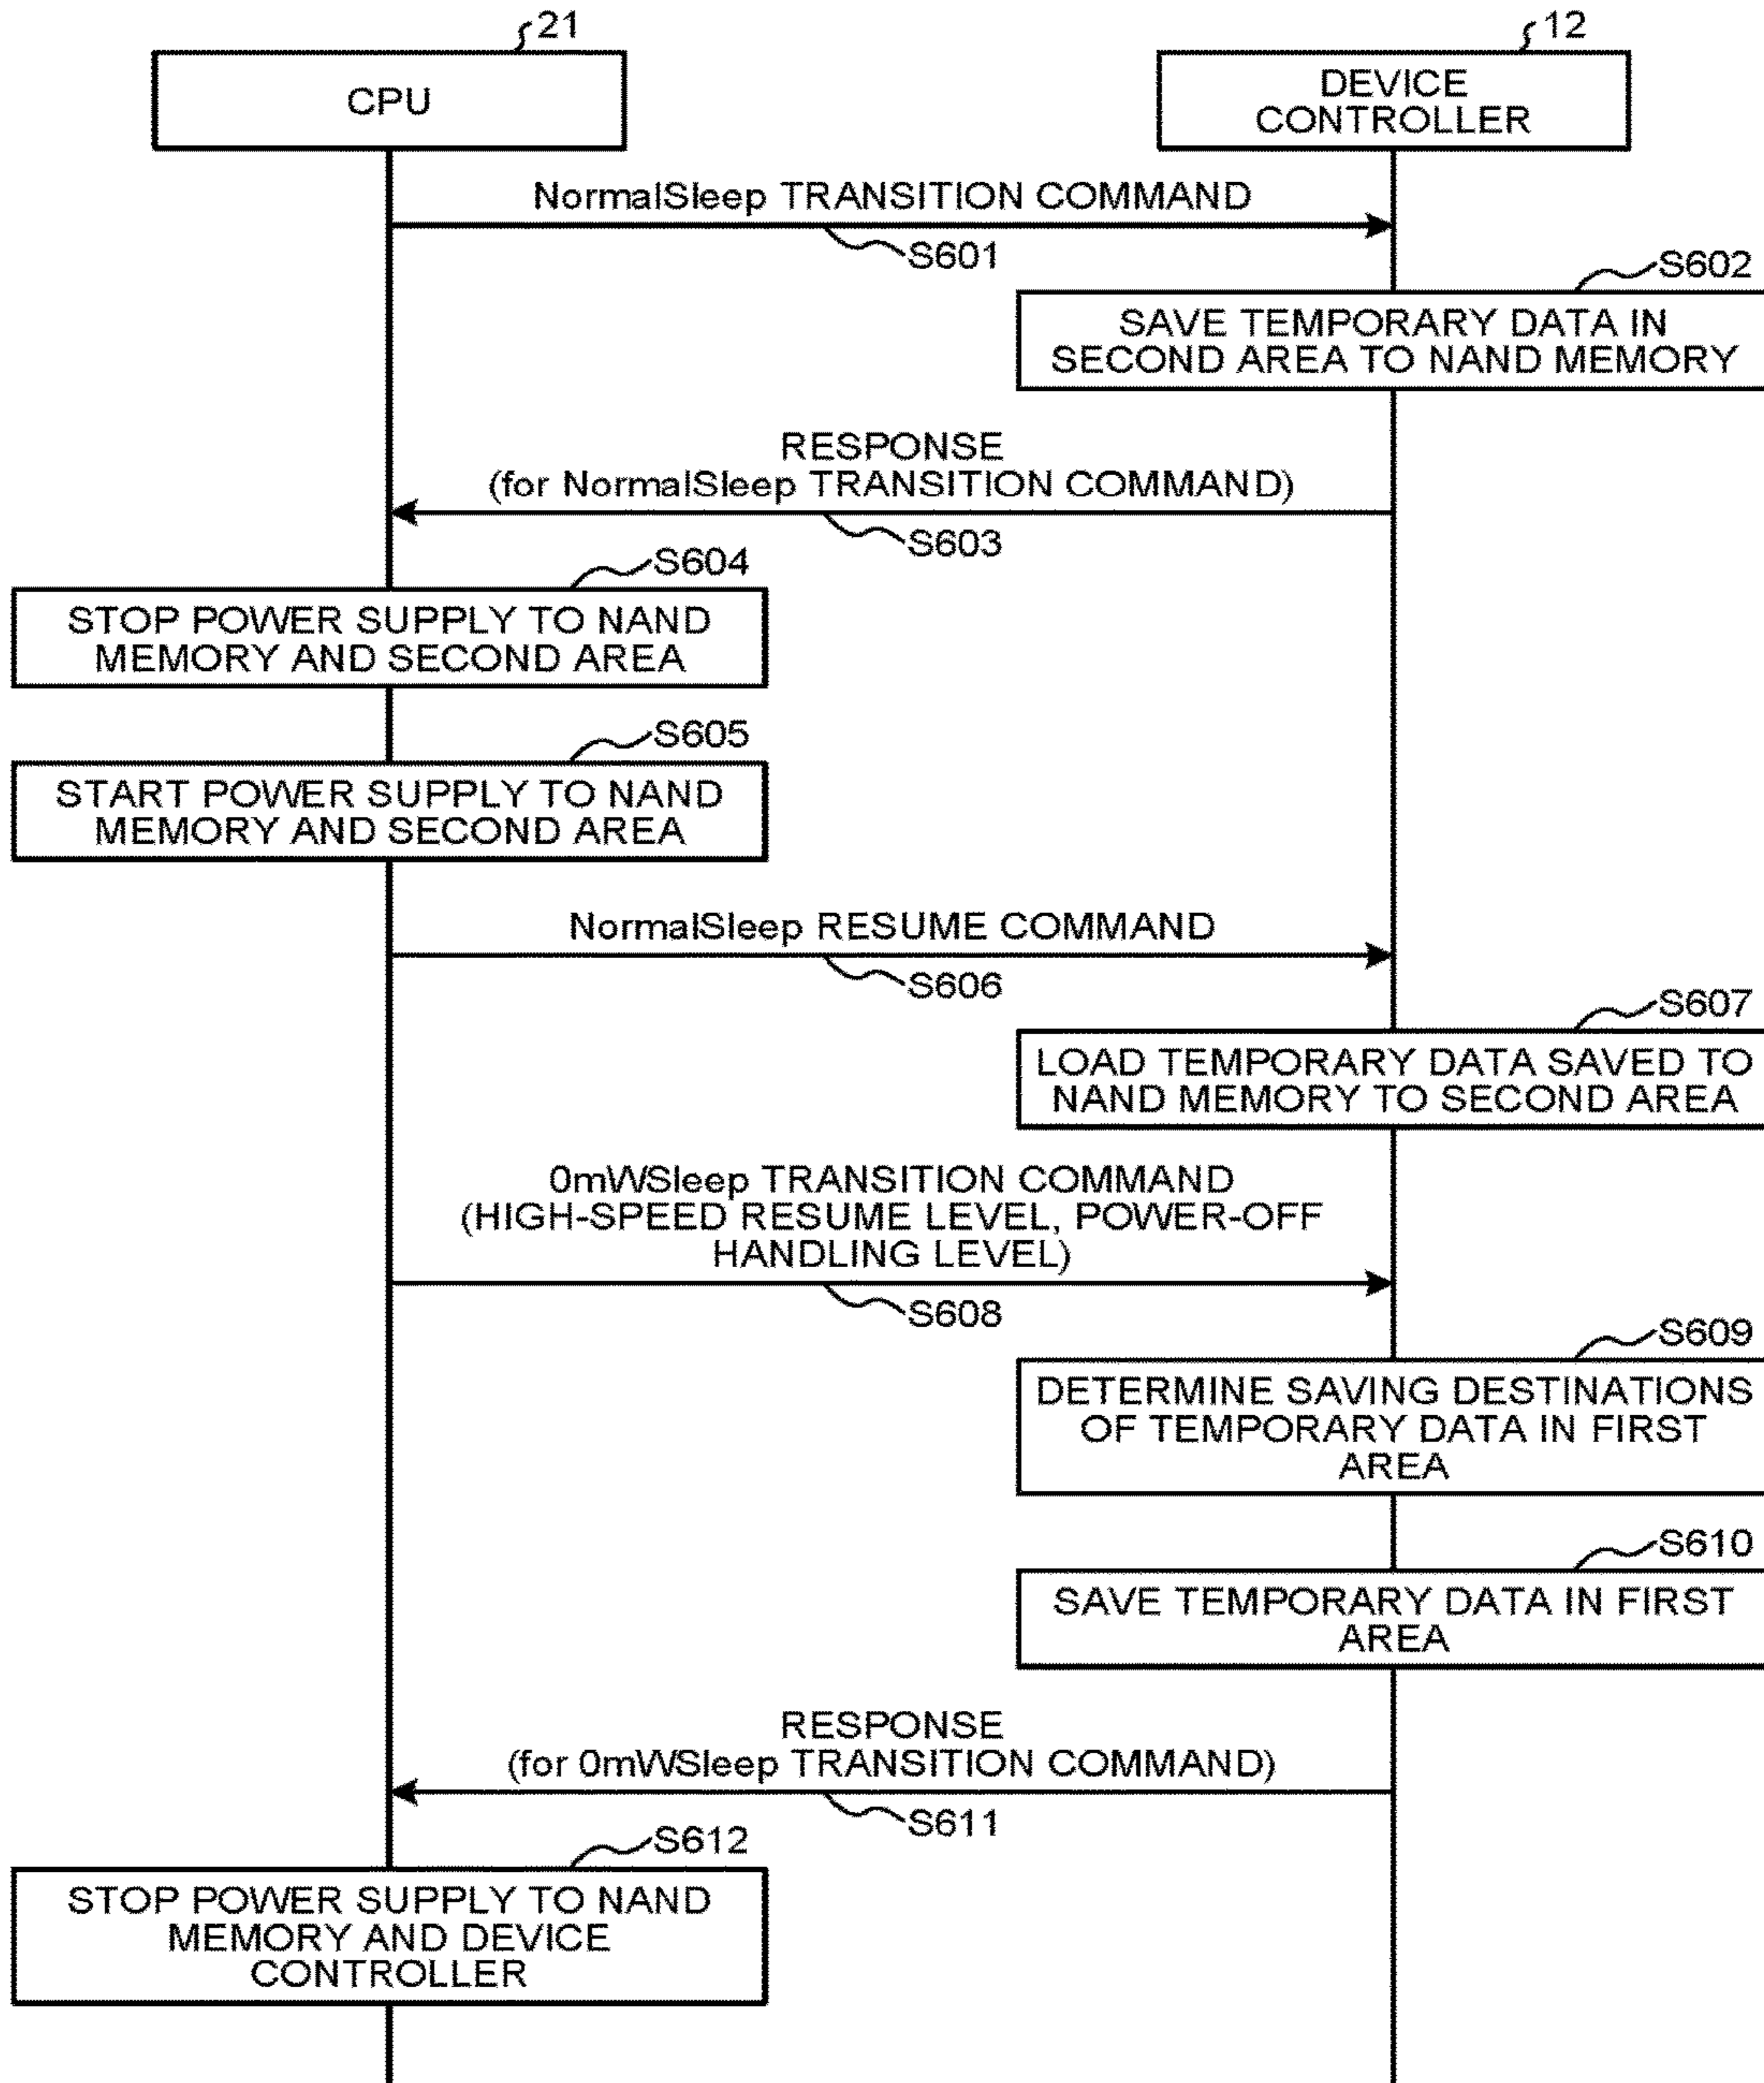 21
12
CPU
DEVICE
CONTROLLER
NormalSleep TRANSITION COMMAND
S601
S602
SAVE TEMPORARY DATA IN
SECOND AREA TO NAND MEMORY
RESPONSE
(for NormalSleep TRANSITION COMMAND)
S603
S604
STOP POWER SUPPLY TO NAND
MEMORY AND SECOND AREA
S605
START POWER SUPPLY TO NAND
MEMORY AND SECOND AREA
NormalSleep RESUME COMMAND
S606
S607
LOAD TEMPORARY DATA SAVED TO
NAND MEMORY TO SECOND AREA
0mWSleep TRANSITION COMMAND
(HIGH-SPEED RESUME LEVEL, POWER-OFF
HANDLING LEVEL)
S608
S609
DETERMINE SAVING DESTINATIONS
OF TEMPORARY DATA IN FIRST
AREA
S610
SAVE TEMPORARY DATA IN FIRST
AREA
RESPONSE
(for 0mWSleep TRANSITION COMMAND)
S611
S612
STOP POWER SUPPLY TO NAND
MEMORY AND DEVICE
CONTROLLER